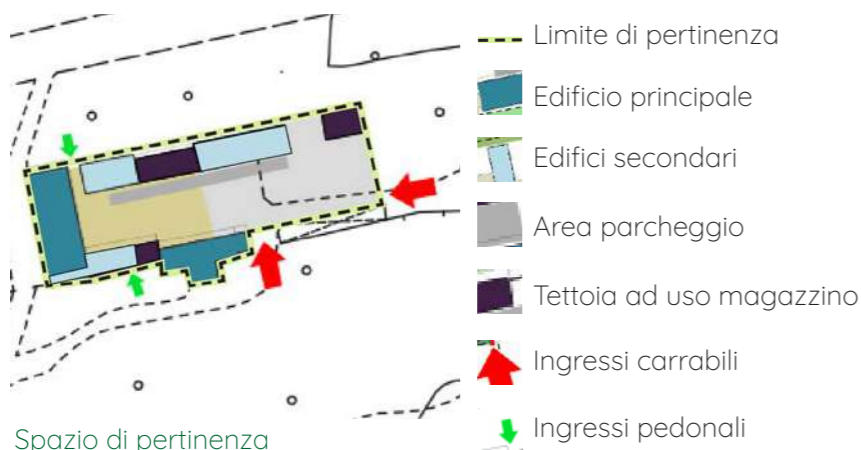 Limite di pertinenza
Edificio principale
Edifici secondari
Area parcheggio
Tettoia ad uso magazzino
Ingressi carrabili
Ingressi pedonali
Spazio di pertinenza